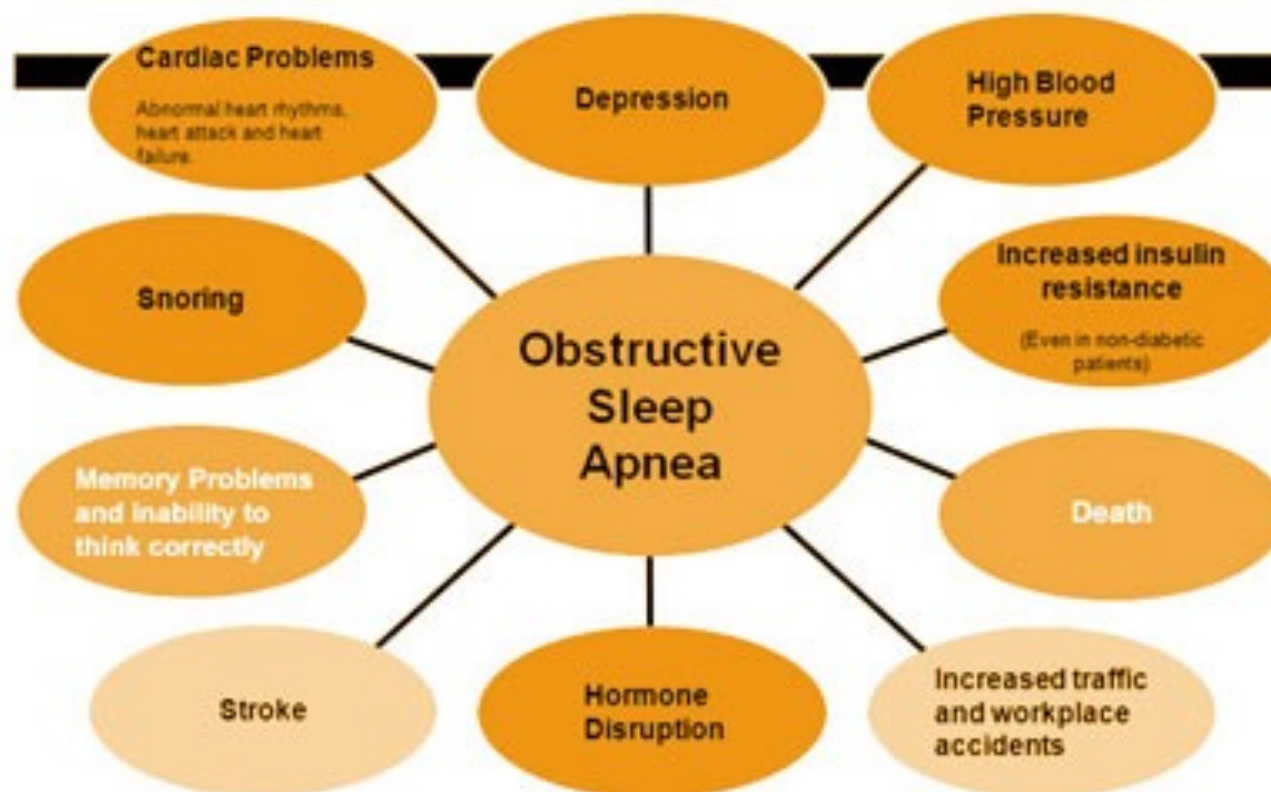 Cardiac Problems
Abnormal heart rhythms,
heart attack and heart
failure.
Depression
High Blood
Pressure
Snoring
Increased insulin
resistance
(Even in non-diabetic
patients)
Obstructive
Sleep
Apnea
Memory Problems
and inability to
think correctly
Death
Stroke
Hormone
Disruption
Increased traffic
and workplace
accidents